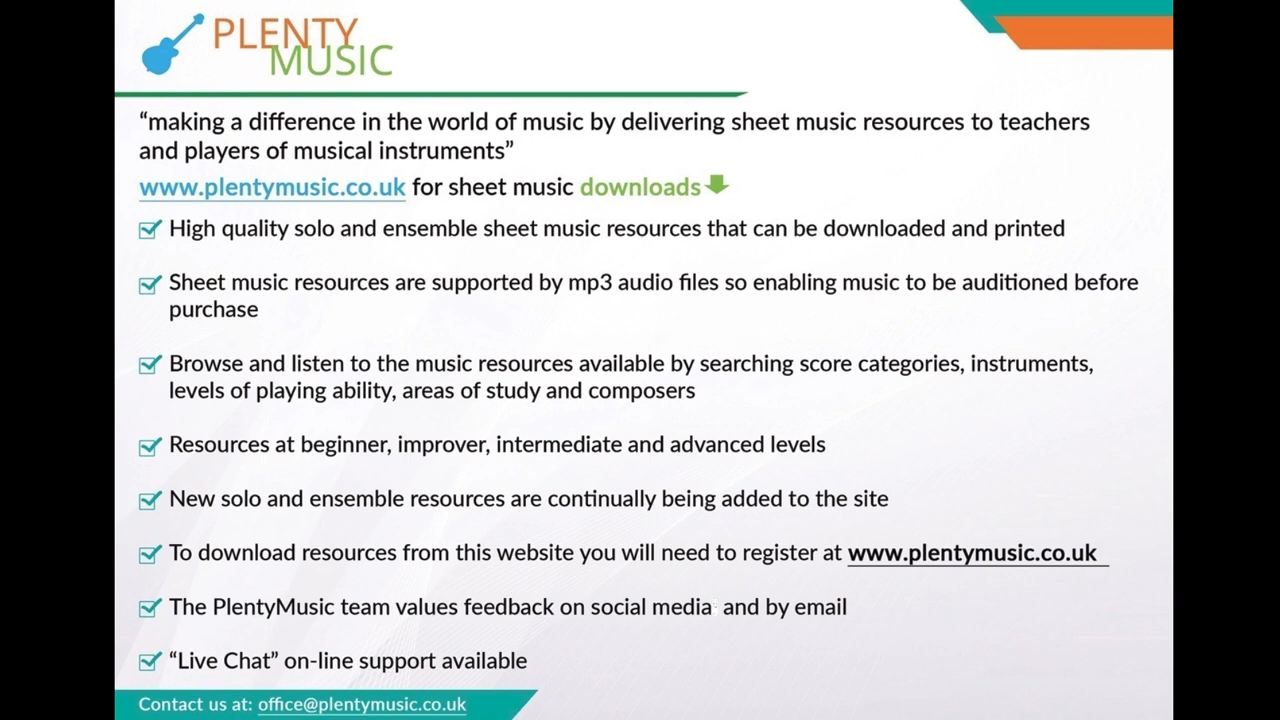 PLENTY
MUSIC
“making a difference in the world of music by delivering sheet music resources to teachers
and players of musical instruments”
www.plentymusic.co.uk for sheet music downloads
High quality solo and ensemble sheet music resources that can be downloaded and printed
Sheet music resources are supported by mp3 audio files so enabling music to be auditioned before
purchase
Browse and listen to the music resources available by searching score categories, instruments,
levels of playing ability, areas of study and composers
Resources at beginner, improver, intermediate and advanced levels
New solo and ensemble resources are continually being added to the site
To download resources from this website you will need to register at www.plentymusic.co.uk
The PlentyMusic team values feedback on social media and by email
“Live Chat” on-line support available
Contact us at: office@plentymusic.co.uk